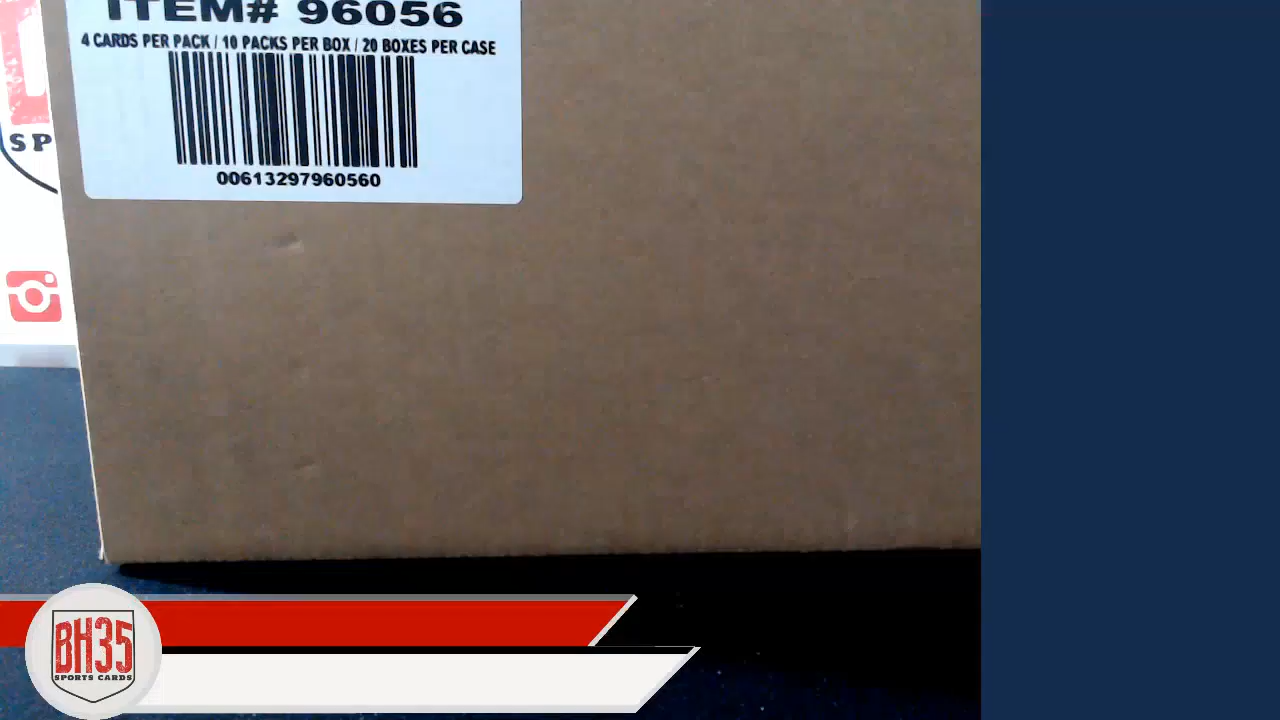 ITEM# 96056
4 CARDS PER PACK / 10 PACKS PER BOX / 20 BOXES PER CASE
00613297960560
SP
BH35
SPORTS CARDS